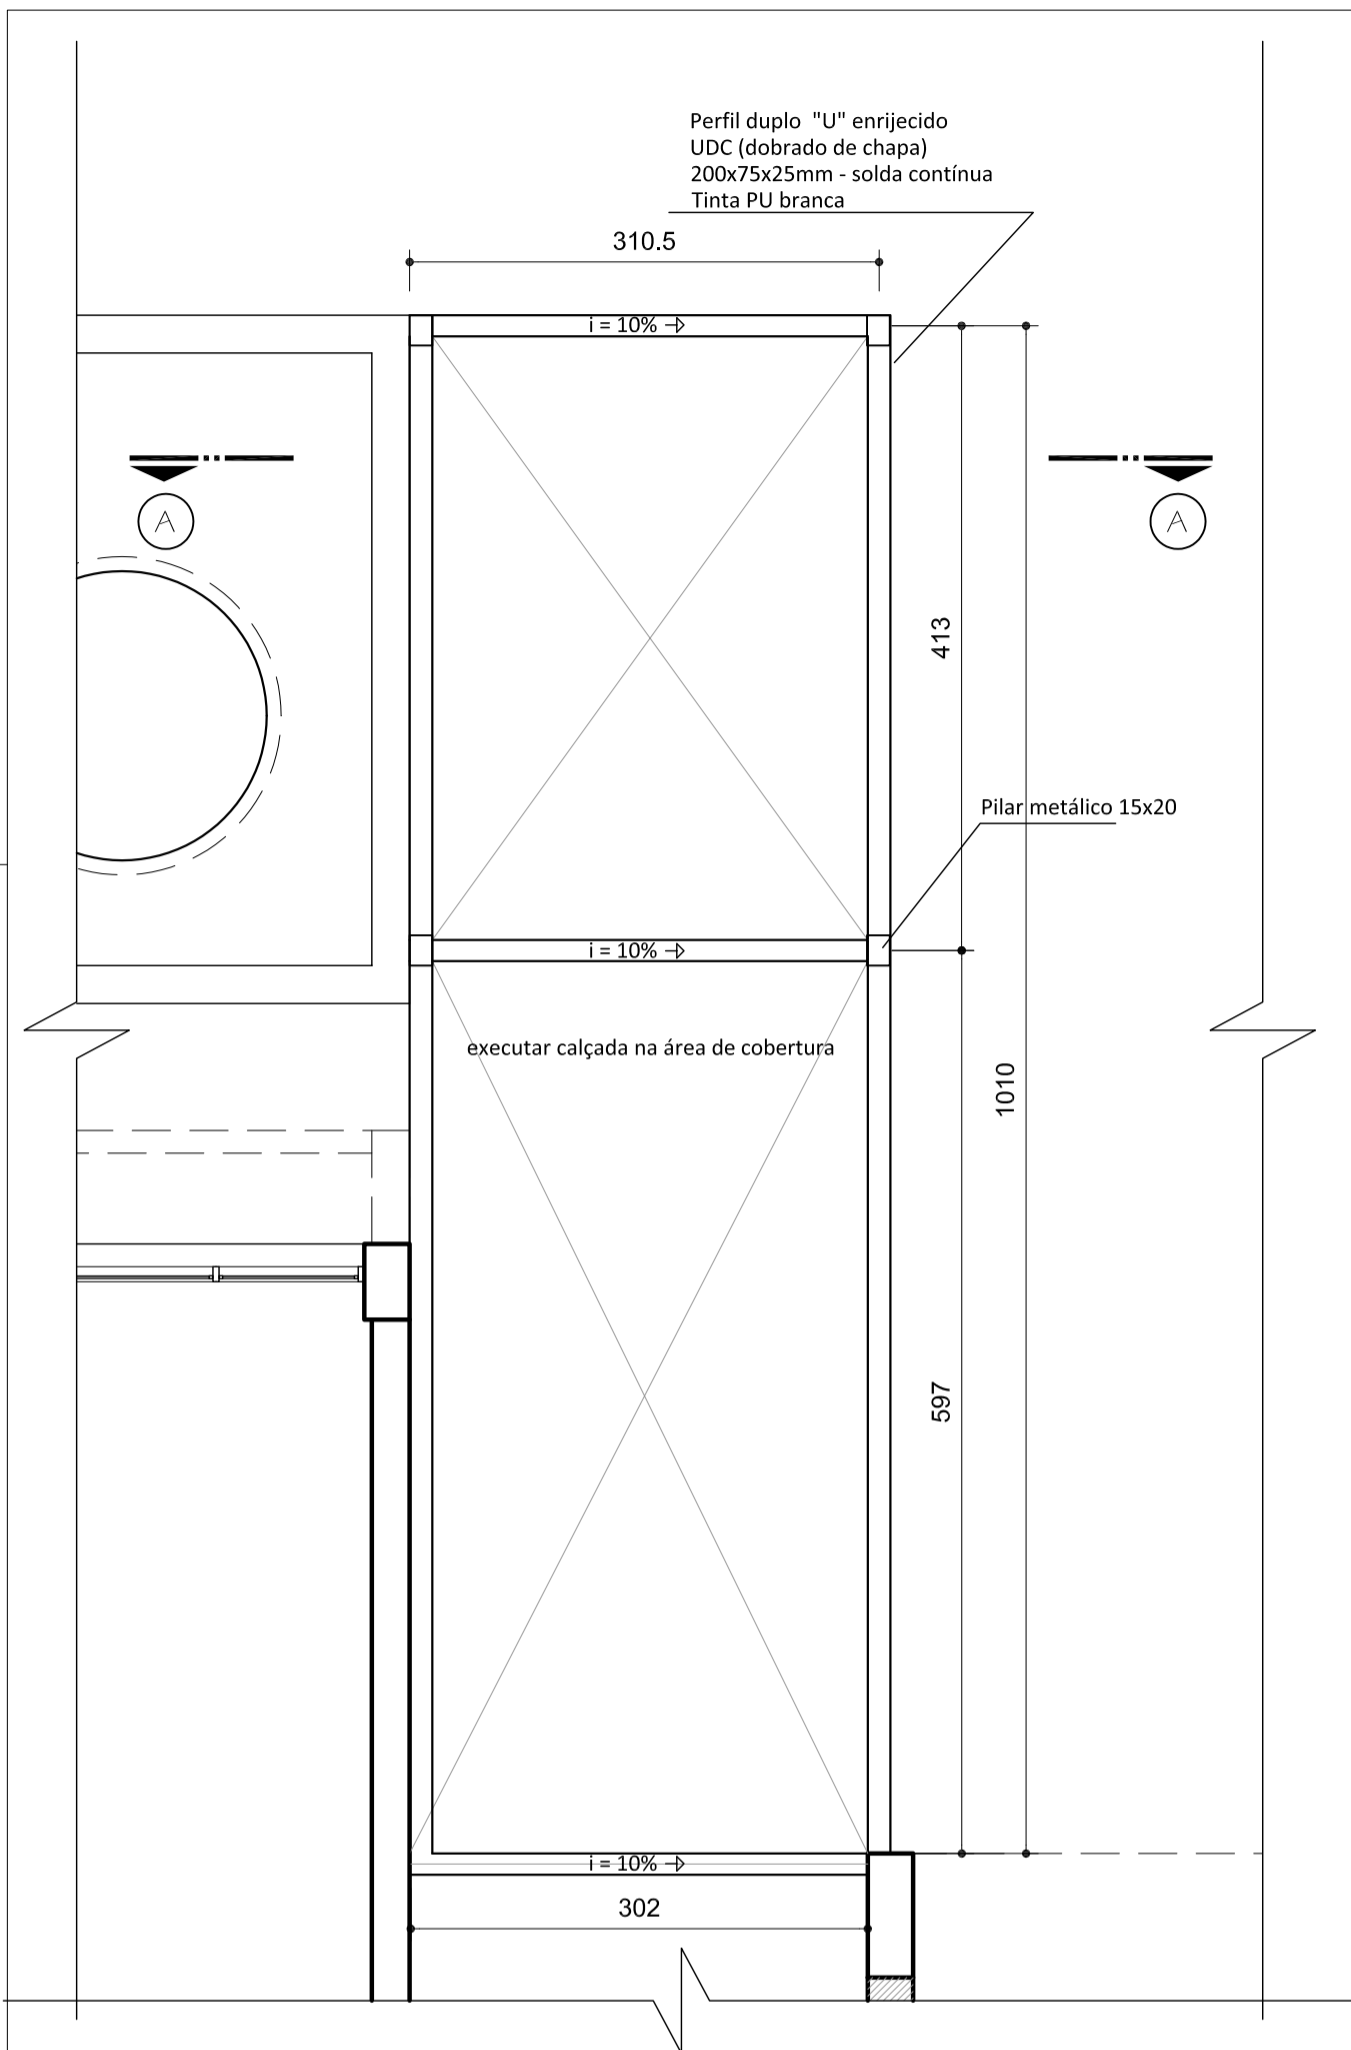 Perfil duplo "U" enrijecido
UDC (dobrado de chapa)
200x75x25mm - solda contínua
Tinta PU branca
310.5
i = 10%
A
A
413
Pilar metálico 15x20
i = 10%
executar calçada na área de cobertura
1010
597
i = 10%
302